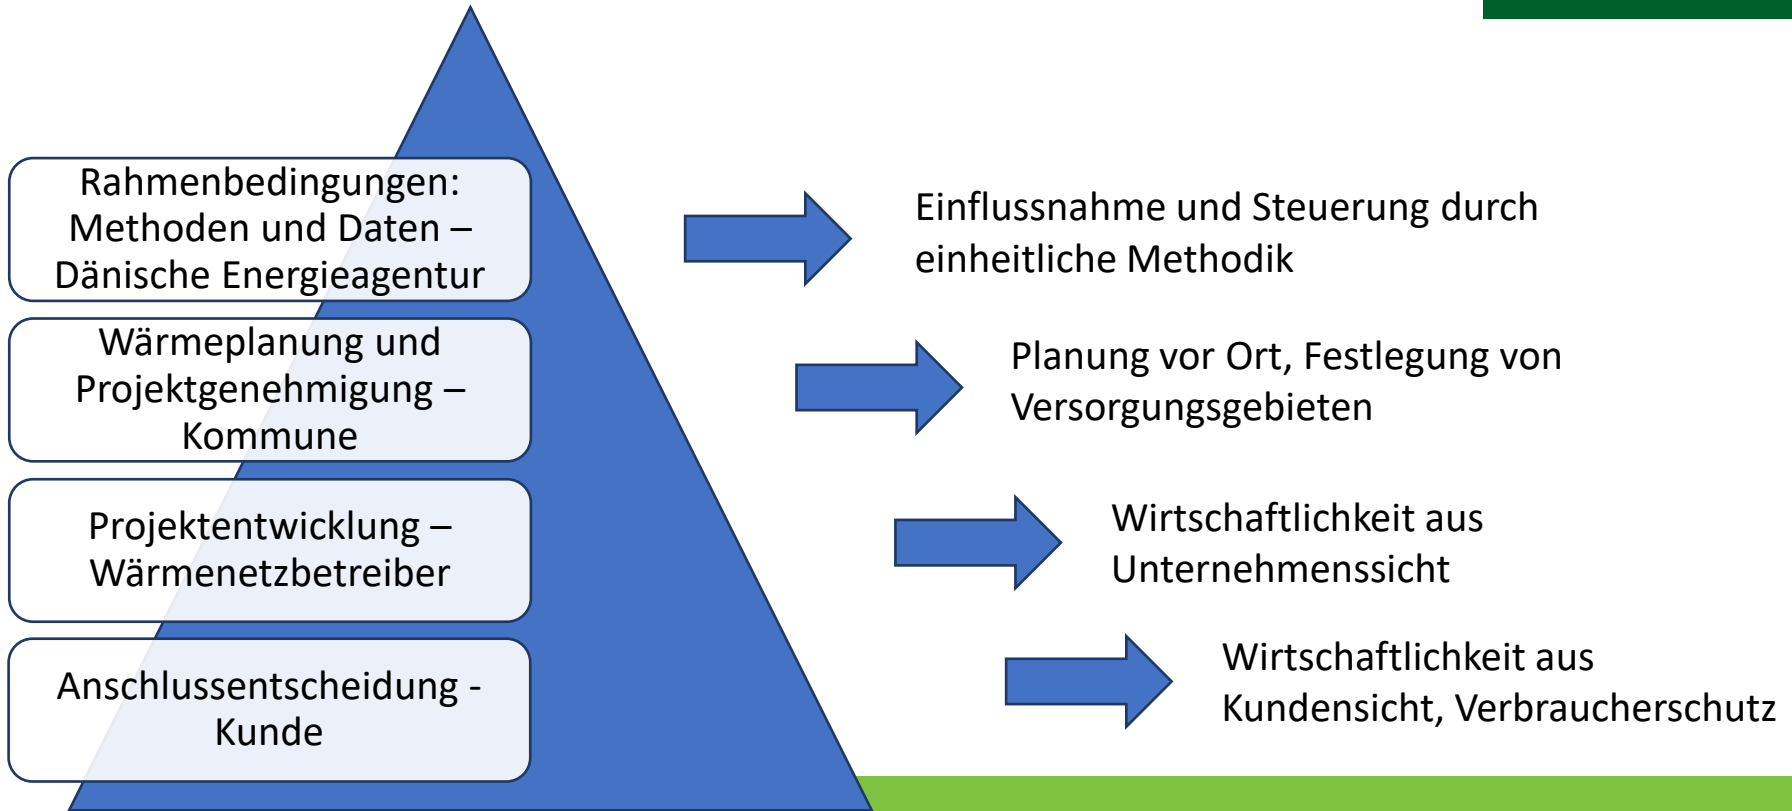 Rahmenbedingungen:
Methoden und Daten –
Dänische Energieagentur
Einflussnahme und Steuerung durch
einheitliche Methodik
Wärmeplanung und
Projektgenehmigung –
Kommune
Planung vor Ort, Festlegung von
Versorgungsgebieten
Projektentwicklung –
Wärmenetzbetreiber
Wirtschaftlichkeit aus
Unternehmenssicht
Anschlussentscheidung -
Kunde
Wirtschaftlichkeit aus
Kundensicht, Verbraucherschutz